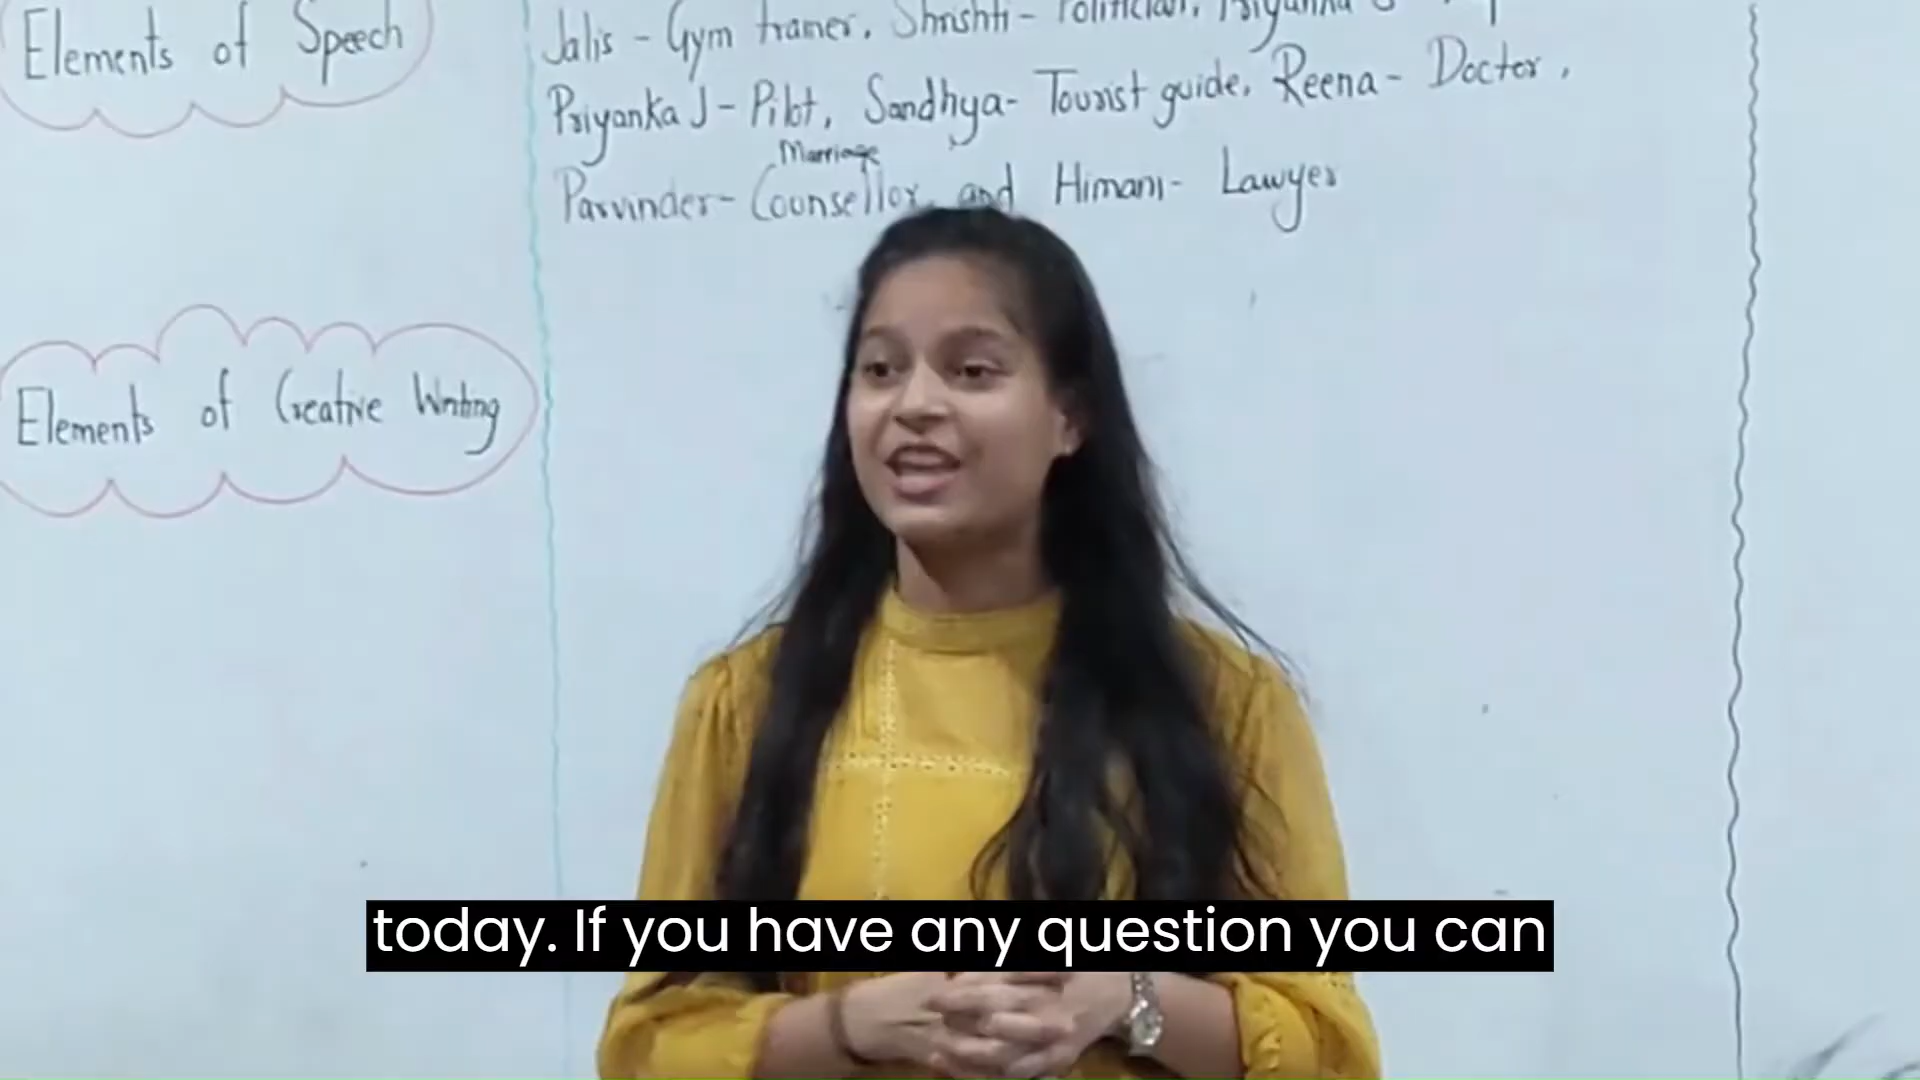 Elements of Speech
Jalis - Gym trainer, Shrishti - Politician, Priyanka S -
Priyanka J - Pilot, Sandhya - Tourist guide, Reena - Doctor,
Marriage
Parvinder - Counsellor, and Himani - Lawyer
Elements of Creative Writing
today. If you have any question you can